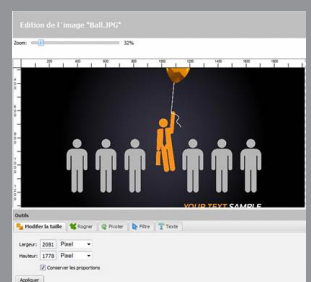 Edition de l'image "Ball.JPG"
Zoom: 32%
YOUR TEXT SAMPLE
Outils
Modifier la taille Rogner Pivoter Filtre Texte
Largeur: 2081 Pixel
Hauteur: 1778 Pixel
Conserver les proportions
Appliquer